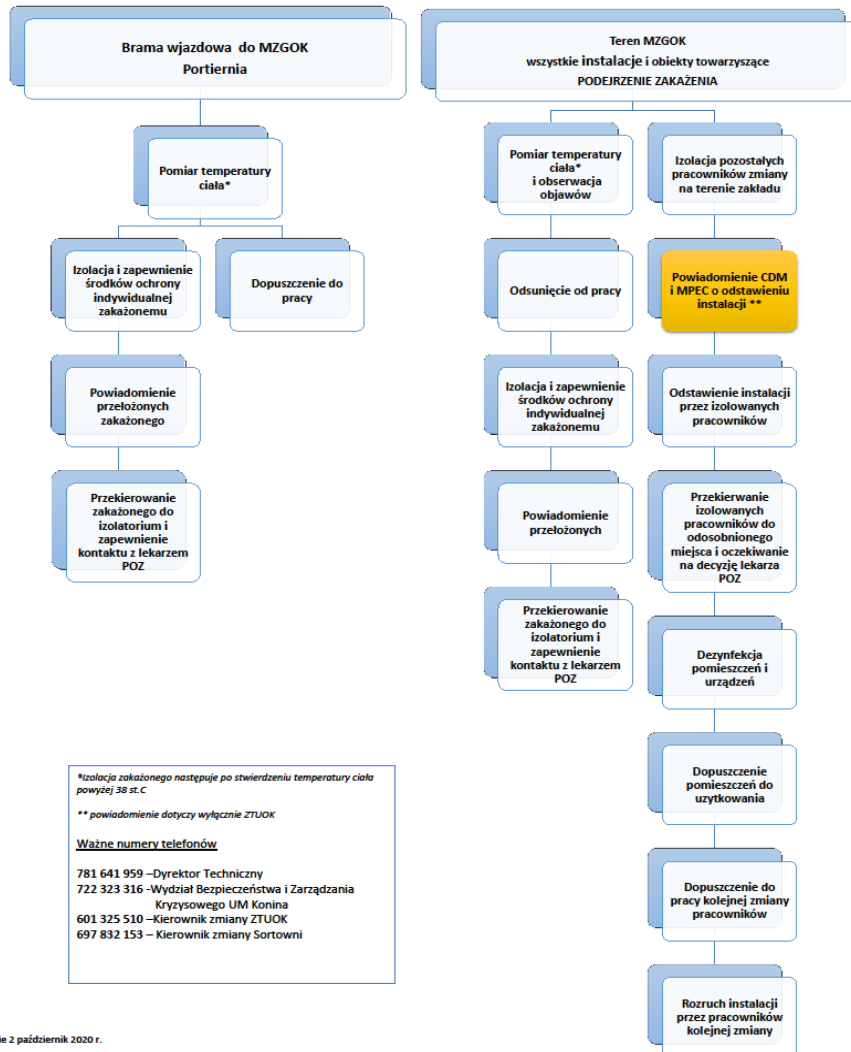 Brama wjazdowa do MZGOK
Portiernia
Pomiar temperatury
ciała*
Izolacja i zapewnienie
środków ochrony
indywidualnej
zakażonemu
Dopuszczenie do
pracy
Powiadomienie
przełożonych
zakażonego
Przekierowanie
zakażonego do
izolatorium i
zapewnienie
kontaktu z lekarzem
POZ
Teren MZGOK
wszystkie instalacje i obiekty towarzyszące
PODEJRZENIE ZAKAŻENIA
Pomiar temperatury
ciała*
i obserwacja
objawów
Odsunięcie od pracy
Izolacja i zapewnienie
środków ochrony
indywidualnej
zakażonemu
Powiadomienie
przełożonych
Przekierowanie
zakażonego do
izolatorium i
zapewnienie
kontaktu z lekarzem
POZ
Izolacja pozostałych
pracowników zmiany
na terenie zakładu
Powiadomienie CDM
i MPEC o odstawieniu
instalacji **
Odstawienie instalacji
przez izolowanych
pracowników
Przekierwanie
izolowanych
pracowników do
odosobnionego
miejsca i oczekiwanie
na decyzję lekarza
POZ
Dezynfekcja
pomieszczeń i
urządzeń
Dopuszczenie
pomieszczeń do
uzytkowania
Dopuszczenie do
pracy kolejnej zmiany
pracowników
Rozruch instalacji
przez pracowników
kolejnej zmiany
*Izolacja zakażonego następuje po stwierdzeniu temperatury ciała
powyżej 38 st.C
** powiadomienie dotyczy wyłącznie ZTUOK
Ważne numery telefonów
781 641 959 –Dyrektor Techniczny
722 323 316 -Wydział Bezpieczeństwa i Zarządzania
Kryzysowego UM Konina
601 325 510 –Kierownik zmiany ZTUOK
697 832 153 – Kierownik zmiany Sortowni
ie 2 październik 2020 r.